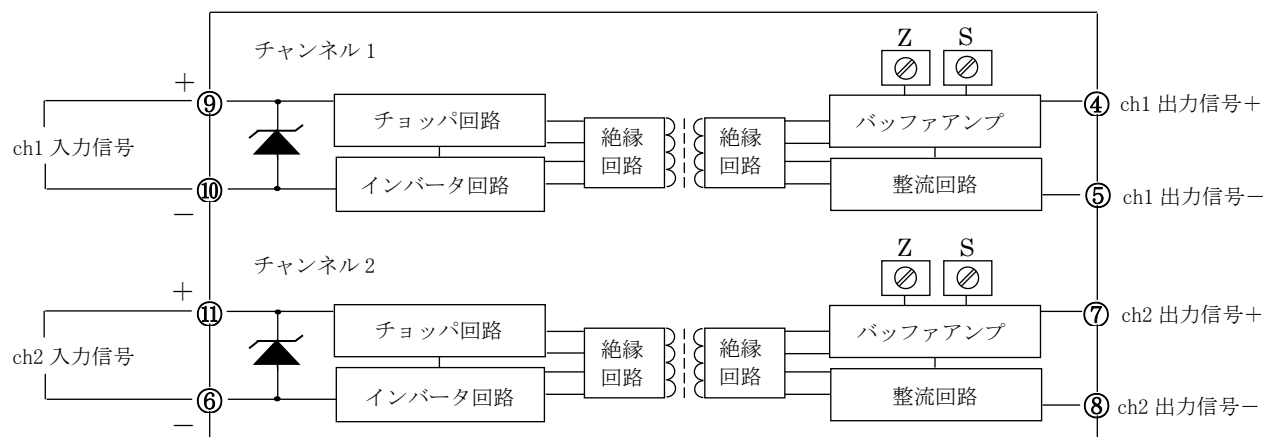 チャンネル1
Z S
+
⑨ チョッパ回路 バッファアンプ ④ ch1 出力信号+
ch1 入力信号
絶縁
回路
絶縁
回路
⑩ インバータ回路 整流回路 ⑤ ch1 出力信号−
−
チャンネル2
Z S
+
⑪ チョッパ回路 バッファアンプ ⑦ ch2 出力信号+
ch2 入力信号
絶縁
回路
絶縁
回路
⑥ インバータ回路 整流回路 ⑧ ch2 出力信号−
−